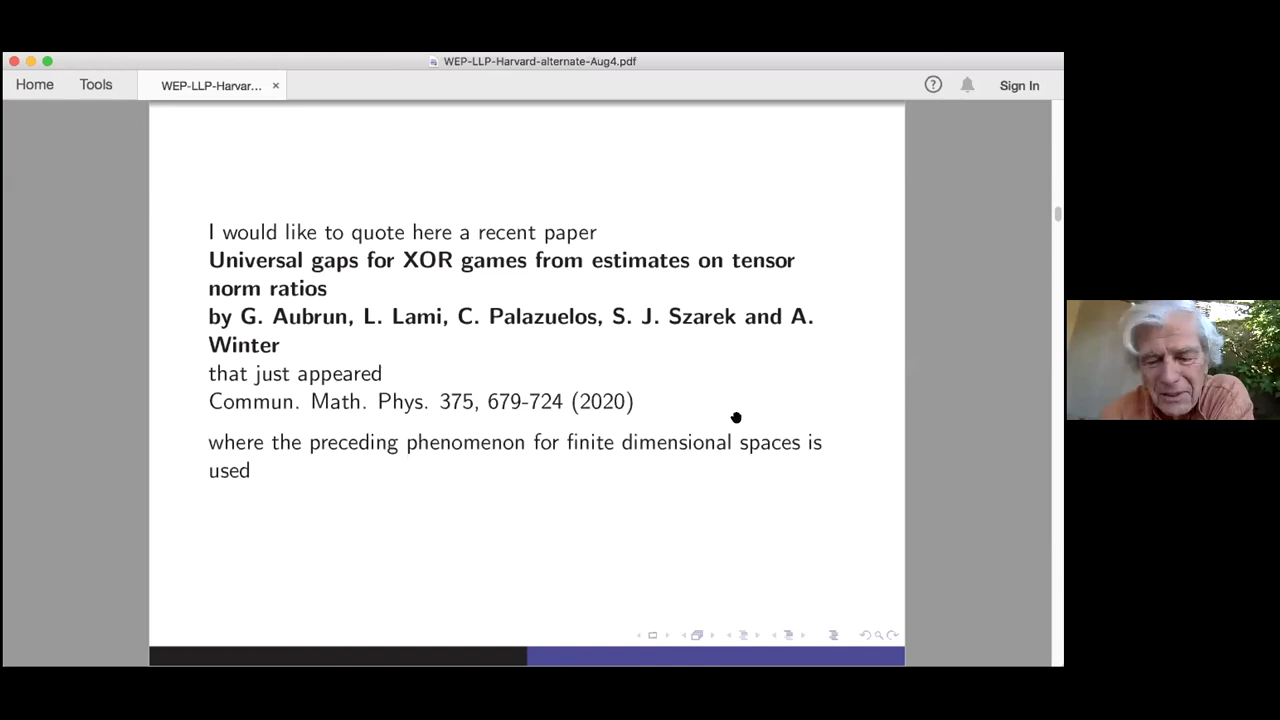 WEP-LLP-Harvard-alternate-Aug4.pdf
Home Tools WEP-LLP-Harvar... × ? Sign In
I would like to quote here a recent paper
Universal gaps for XOR games from estimates on tensor
norm ratios
by G. Aubrun, L. Lami, C. Palazuelos, S. J. Szarek and A.
Winter
that just appeared
Commun. Math. Phys. 375, 679-724 (2020)
where the preceding phenomenon for finite dimensional spaces is
used